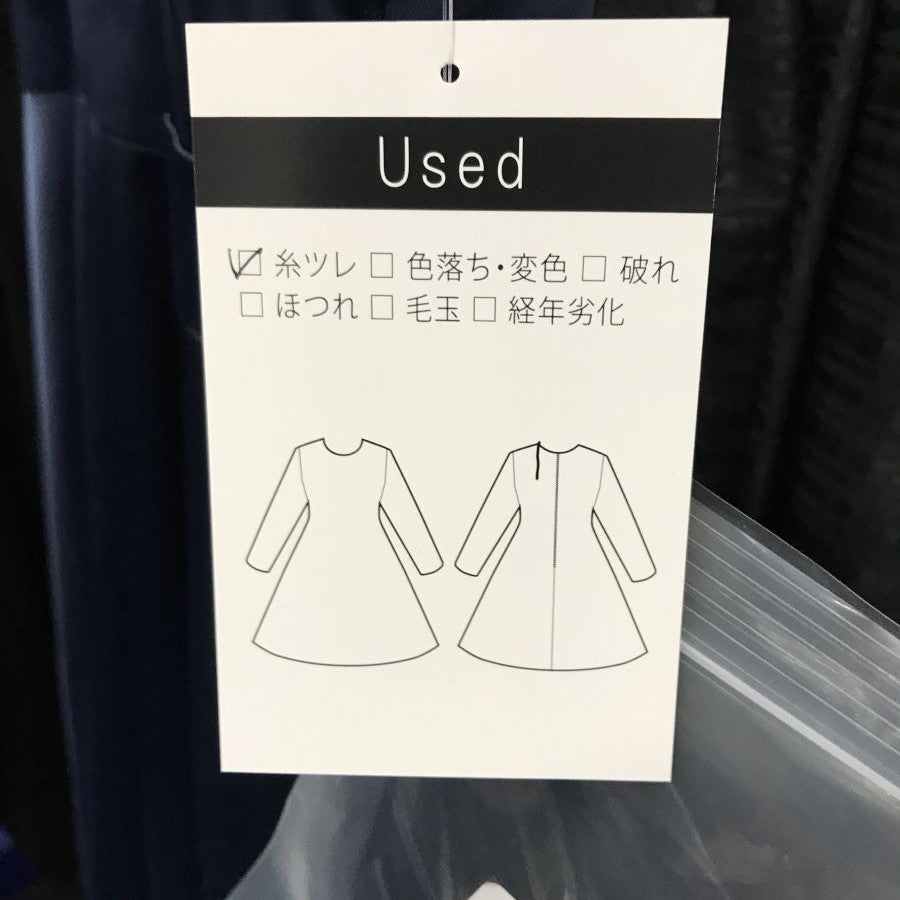 Used
☑ 糸ツレ □ 色落ち・変色 □ 破れ
□ ほつれ □ 毛玉 □ 経年劣化